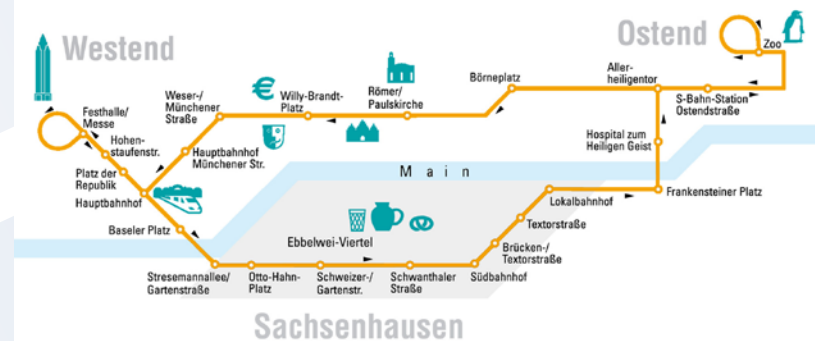 Westend
Ostend
Zoo
Aller-
heiligentor
Börneplatz
S-Bahn-Station
Ostendstraße
Römer/
Paulskirche
€
Willy-Brandt-
Platz
Weser-/
Münchener
Straße
Festhalle/
Messe
Hohen-
staufenstr.
Platz der
Republik
Hauptbahnhof
Hauptbahnhof
Münchener Str.
Hospital zum
Heiligen Geist
Main
Baseler Platz
Lokalbahnhof
Frankensteiner Platz
Textorstraße
Brücken-/
Textorstraße
Ebbelwei-Viertel
Stresemannallee/
Gartenstraße
Otto-Hahn-
Platz
Schweizer-/
Gartenstr.
Schwanthaler
Straße
Südbahnhof
Sachsenhausen